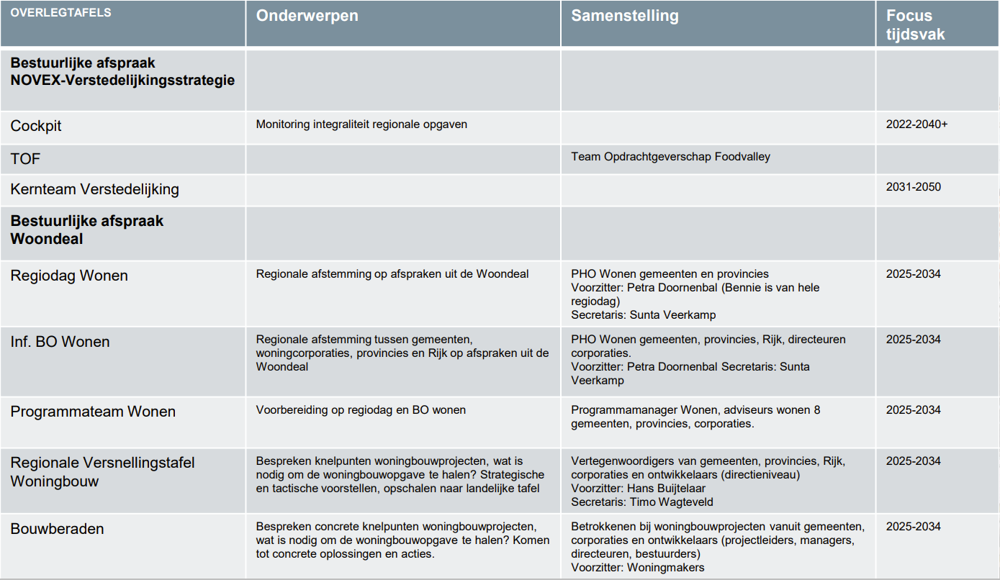 OVERLEGTAFELS
Onderwerpen
Samenstelling
Focus
tijdsvak
Bestuurlijke afspraak
NOVEX-Verstedelijkingsstrategie
Cockpit
Monitoring integraliteit regionale opgaven
2022-2040+
TOF
Team Opdrachtgeverschap Foodvalley
Kernteam Verstedelijking
2031-2050
Bestuurlijke afspraak
Woondeal
Regiodag Wonen
Regionale afstemming op afspraken uit de Woondeal
PHO Wonen gemeenten en provincies
Voorzitter: Petra Doornenbal (Bennie is van hele
regiodag)
Secretaris: Sunta Veerkamp
2025-2034
Inf. BO Wonen
Regionale afstemming tussen gemeenten,
woningcorporaties, provincies en Rijk op afspraken uit de
Woondeal
PHO Wonen gemeenten, provincies, Rijk, directeuren
corporaties.
Voorzitter: Petra Doornenbal Secretaris: Sunta
Veerkamp
2025-2034
Programmateam Wonen
Voorbereiding op regiodag en BO wonen
Programmamanager Wonen, adviseurs wonen 8
gemeenten, provincies, corporaties.
2025-2034
Regionale Versnellingstafel
Woningbouw
Bespreken knelpunten woningbouwprojecten, wat is
nodig om de woningbouwopgave te halen? Strategische
en tactische voorstellen, opschalen naar landelijke tafel
Vertegenwoordigers van gemeenten, provincies, Rijk,
corporaties en ontwikkelaars (directieniveau)
Voorzitter: Hans Buijtelaar
Secretaris: Timo Wagteveld
2025-2034
Bouwberaden
Bespreken concrete knelpunten woningbouwprojecten,
wat is nodig om de woningbouwopgave te halen? Komen
tot concrete oplossingen en acties.
Betrokkenen bij woningbouwprojecten vanuit gemeenten,
corporaties en ontwikkelaars (projectleiders, managers,
directeuren, bestuurders)
Voorzitter: Woningmakers
2025-2034